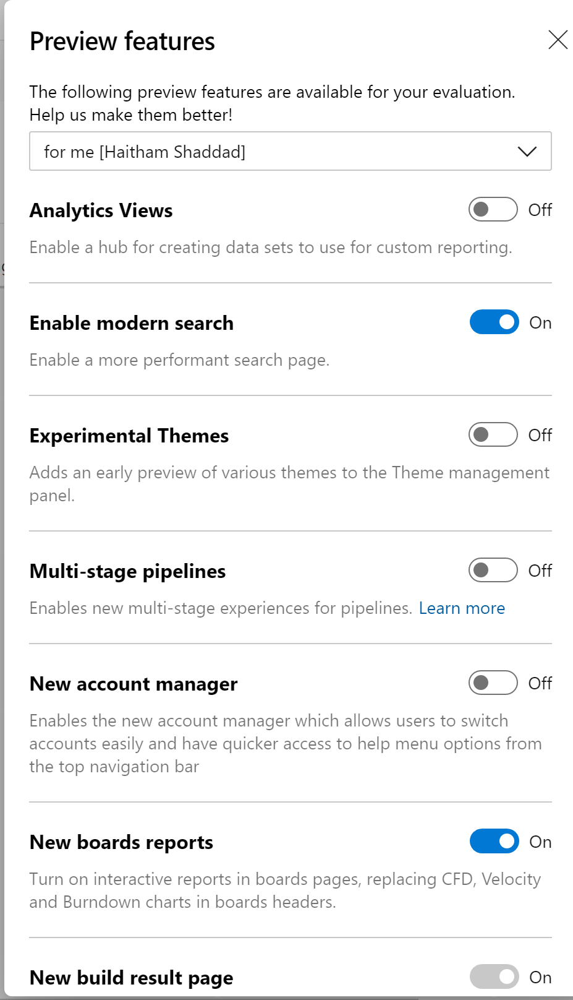 Preview features
The following preview features are available for your evaluation.
Help us make them better!
for me [Haitham Shaddad]
Analytics Views
Off
Enable a hub for creating data sets to use for custom reporting.
Enable modern search
On
Enable a more performant search page.
Experimental Themes
Off
Adds an early preview of various themes to the Theme management
panel.
Multi-stage pipelines
Off
Enables new multi-stage experiences for pipelines. Learn more
New account manager
Off
Enables the new account manager which allows users to switch
accounts easily and have quicker access to help menu options from
the top navigation bar
New boards reports
On
Turn on interactive reports in boards pages, replacing CFD, Velocity
and Burndown charts in boards headers.
New build result page
On